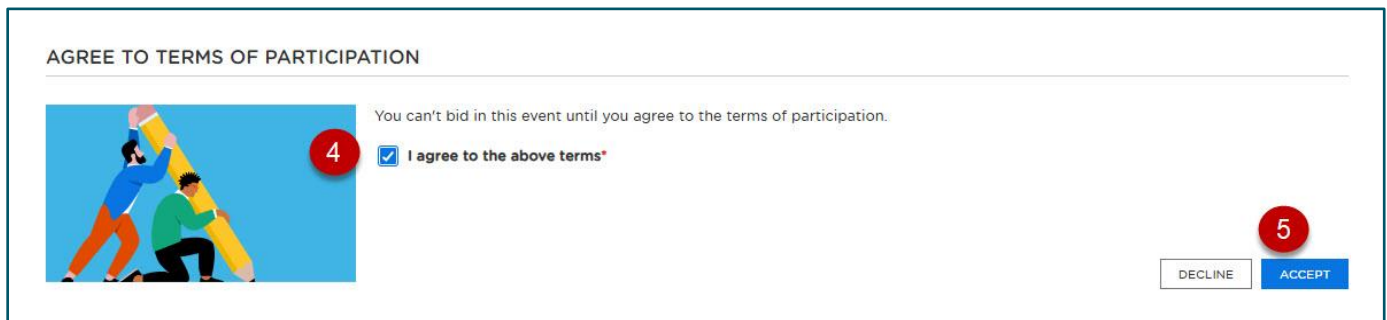 AGREE TO TERMS OF PARTICIPATION
You can't bid in this event until you agree to the terms of participation.
4
I agree to the above terms*
5
DECLINE
ACCEPT